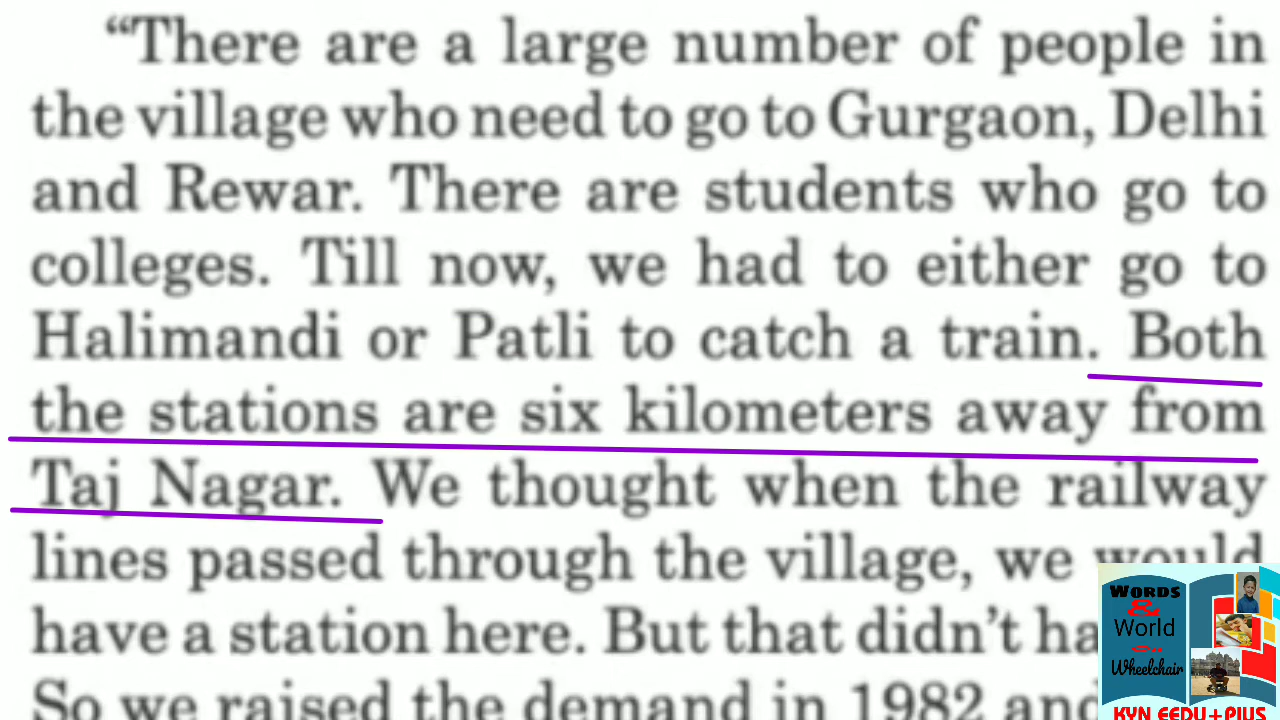 “There are a large number of people in
the village who need to go to Gurgaon, Delhi
and Rewar. There are students who go to
colleges. Till now, we had to either go to
Halimandi or Patli to catch a train. Both
the stations are six kilometers away from
Taj Nagar. We thought when the railway
lines passed through the village, we would
have a station here. But that didn’t ha
So we raised the demand in 1982 and
WORDS
&
World
Wheelchair